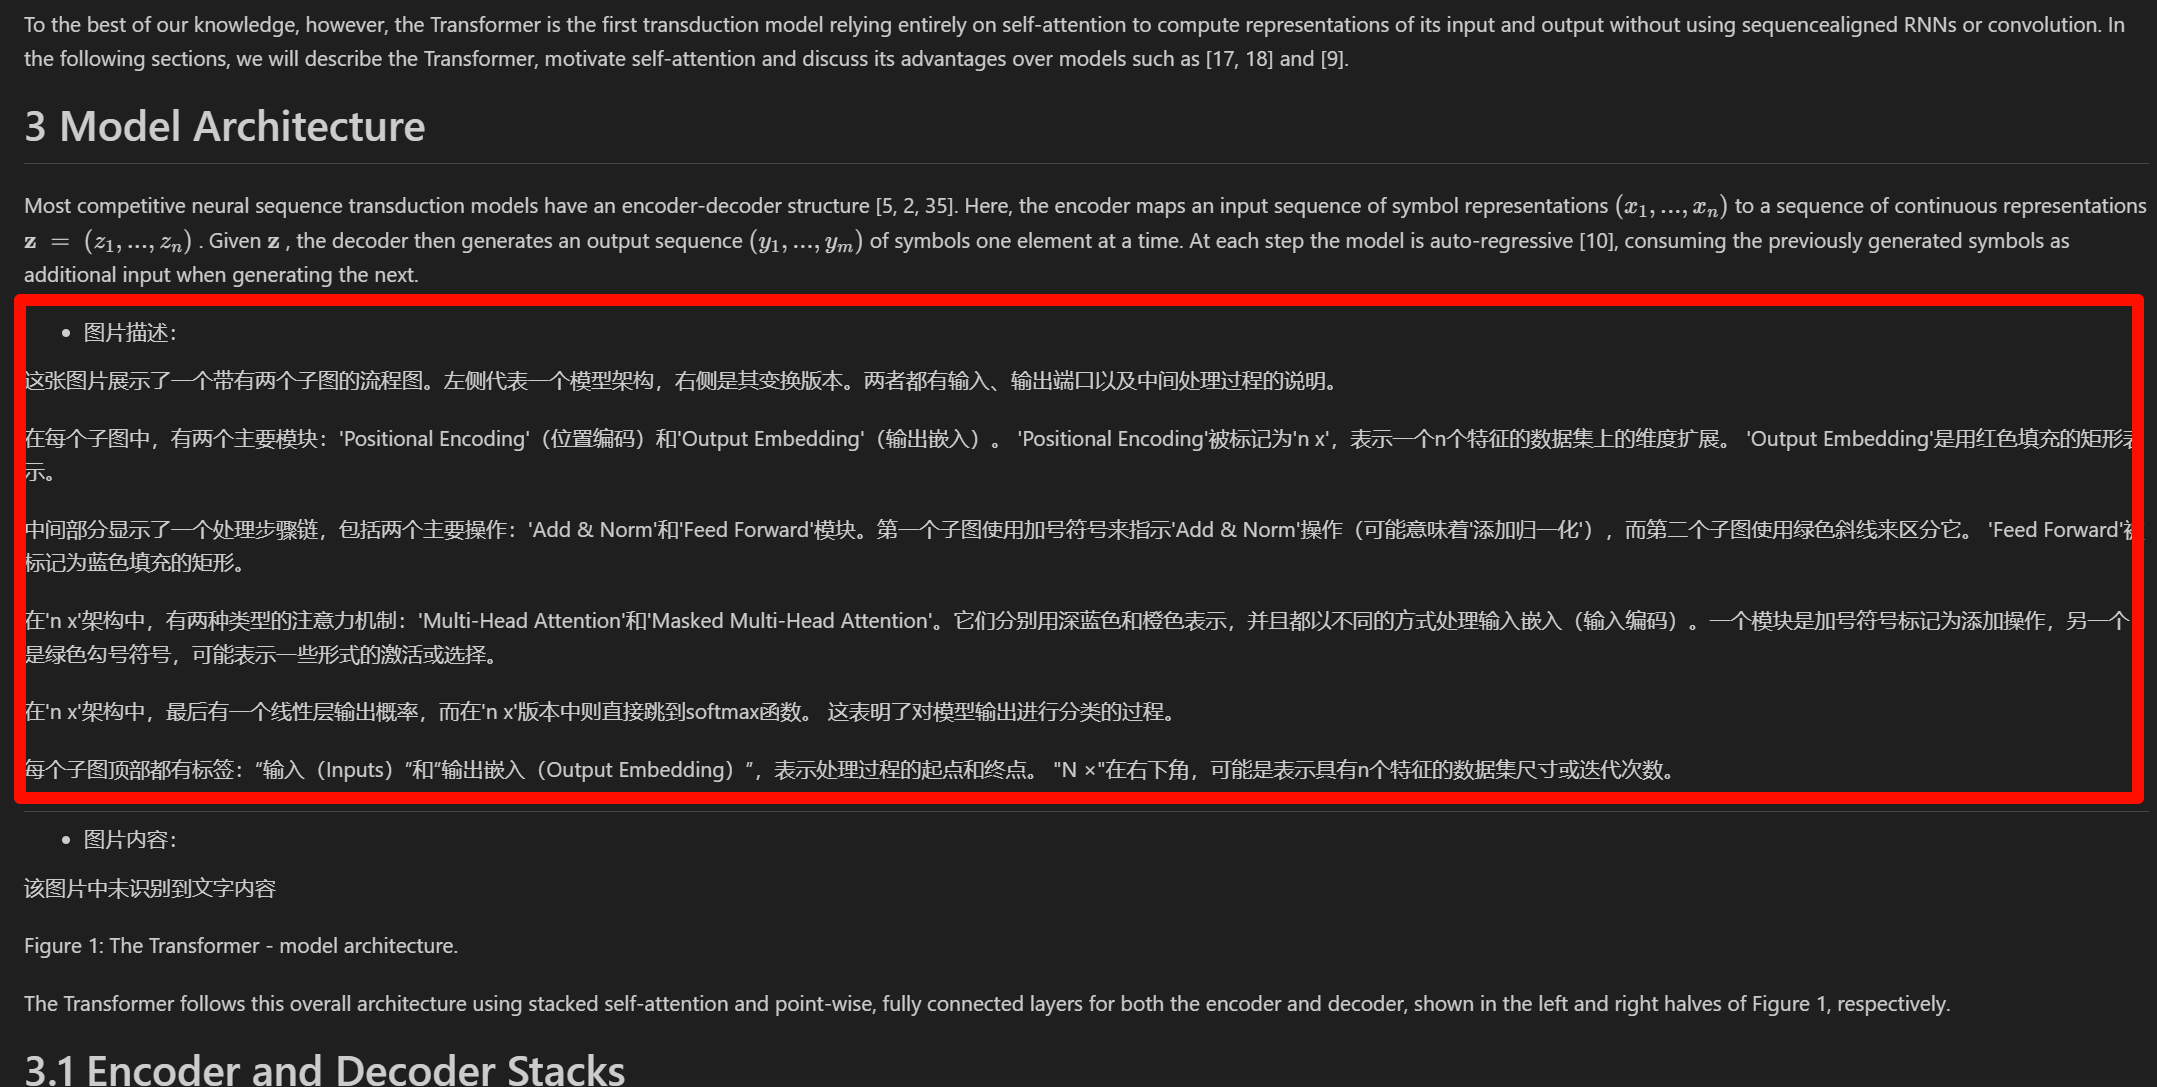 To the best of our knowledge, however, the Transformer is the first transduction model relying entirely on self-attention to compute representations of its input and output without using sequencealigned RNNs or convolution. In
the following sections, we will describe the Transformer, motivate self-attention and discuss its advantages over models such as [17, 18] and [9].
3 Model Architecture
Most competitive neural sequence transduction models have an encoder-decoder structure [5, 2, 35]. Here, the encoder maps an input sequence of symbol representations (x₁, ..., xₙ) to a sequence of continuous representations
z = (z₁, ..., zₙ) . Given z , the decoder then generates an output sequence (y₁, ..., yₘ) of symbols one element at a time. At each step the model is auto-regressive [10], consuming the previously generated symbols as
additional input when generating the next.
• 图片描述：
这张图片展示了一个带有两个子图的流程图。左侧代表一个模型架构，右侧是其变换版本。两者都有输入、输出端口以及中间处理过程的说明。
在每个子图中，有两个主要模块：'Positional Encoding'（位置编码）和'Output Embedding'（输出嵌入）。 'Positional Encoding'被标记为'n x'，表示一个n个特征的数据集上的维度扩展。 'Output Embedding'是用红色填充的矩形表
示。
中间部分显示了一个处理步骤链，包括两个主要操作：'Add & Norm'和'Feed Forward'模块。第一个子图使用加号符号来指示'Add & Norm'操作（可能意味着'添加归一化'），而第二个子图使用绿色斜线来区分它。 'Feed Forward'被
标记为蓝色填充的矩形。
在'n x'架构中，有两种类型的注意力机制：'Multi-Head Attention'和'Masked Multi-Head Attention'。它们分别用深蓝色和橙色表示，并且都以不同的方式处理输入嵌入（输入编码）。一个模块是加号符号标记为添加操作，另一个
是绿色勾号符号，可能表示一些形式的激活或选择。
在'n x'架构中，最后有一个线性层输出概率，而在'n x'版本中则直接跳到softmax函数。 这表明了对模型输出进行分类的过程。
每个子图顶部都有标签：“输入（Inputs）”和“输出嵌入（Output Embedding）”，表示处理过程的起点和终点。 "N ×"在右下角，可能是表示具有n个特征的数据集尺寸或迭代次数。
• 图片内容：
该图片中未识别到文字内容
Figure 1: The Transformer - model architecture.
The Transformer follows this overall architecture using stacked self-attention and point-wise, fully connected layers for both the encoder and decoder, shown in the left and right halves of Figure 1, respectively.
3.1 Encoder and Decoder Stacks